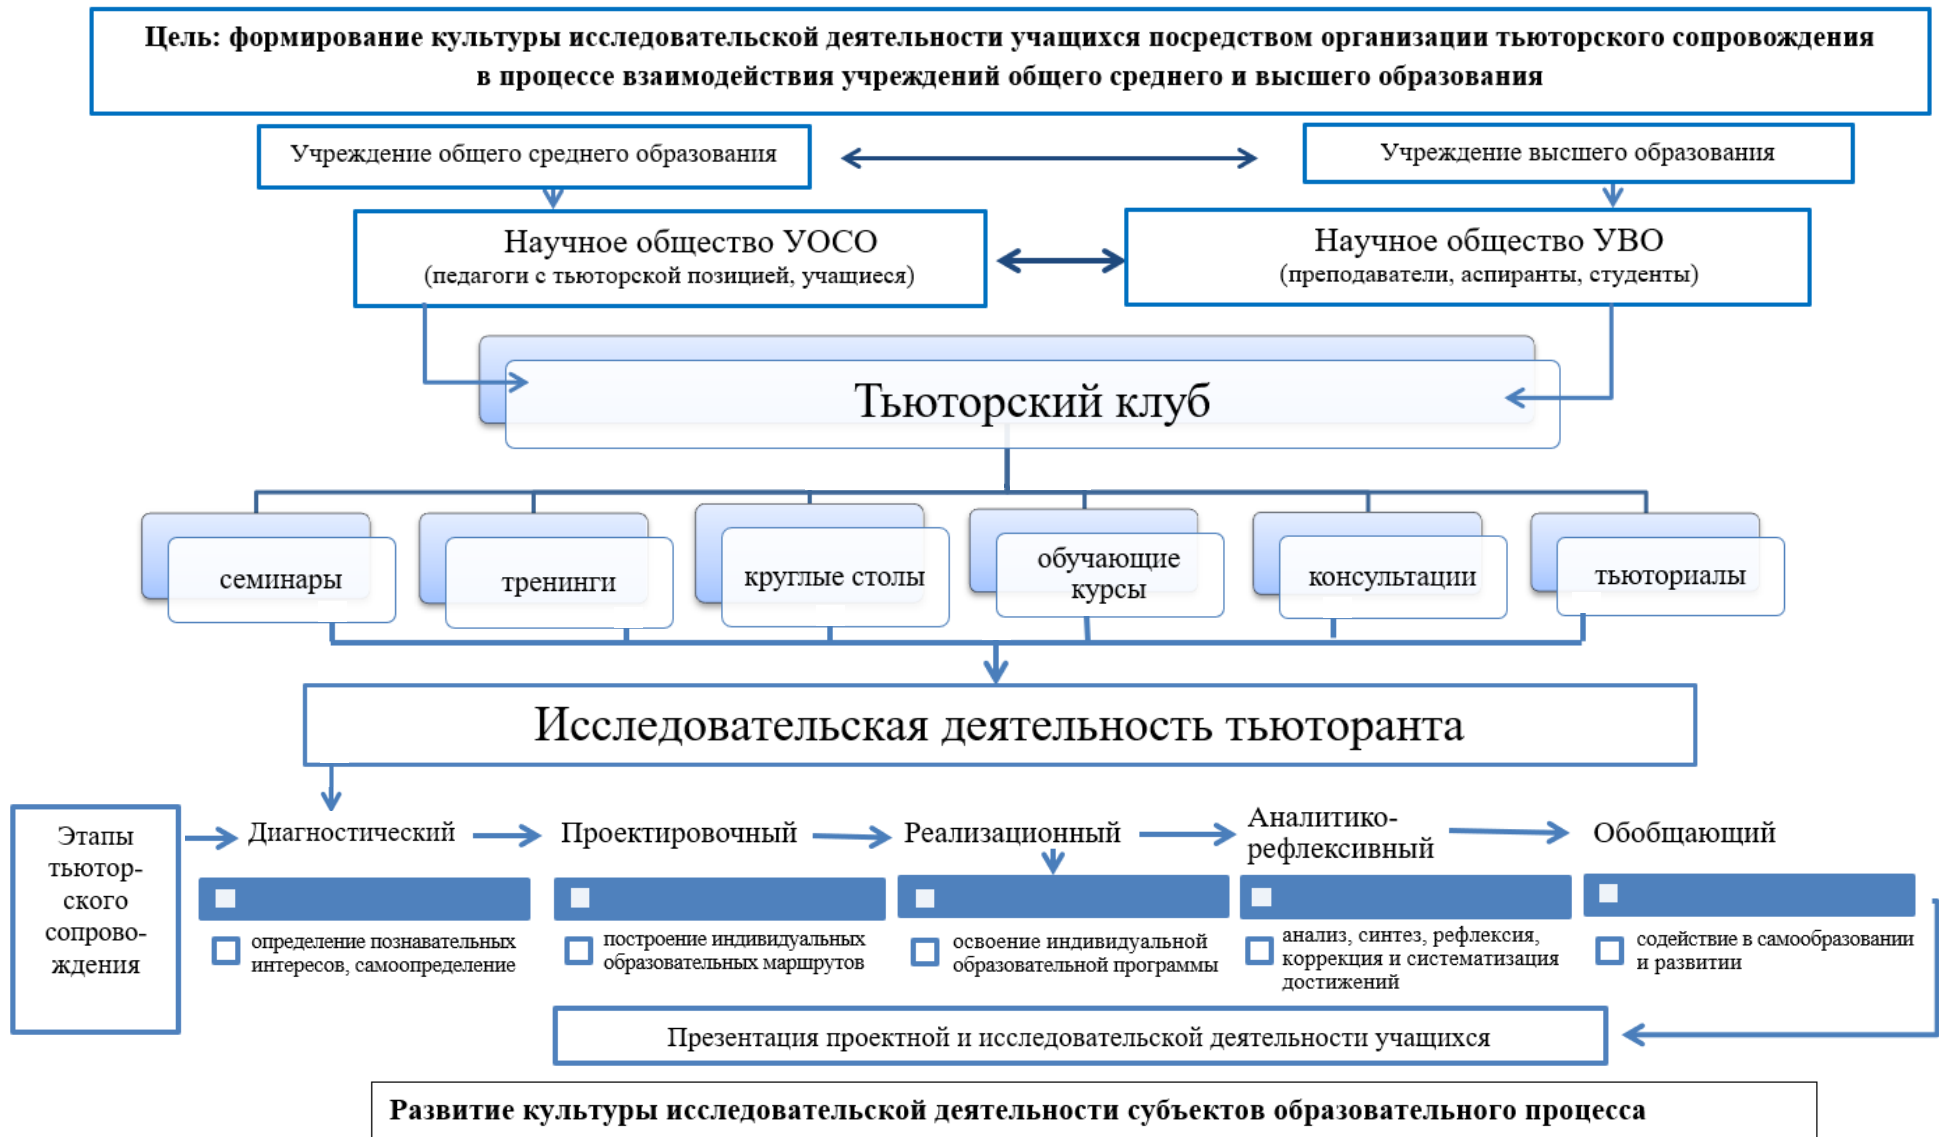 Цель: формирование культуры исследовательской деятельности учащихся посредством организации тьюторского сопровождения
в процессе взаимодействия учреждений общего среднего и высшего образования
Учреждение общего среднего образования
Учреждение высшего образования
Научное общество УОСО
(педагоги с тьюторской позицией, учащиеся)
Научное общество УВО
(преподаватели, аспиранты, студенты)
Тьюторский клуб
семинары
тренинги
круглые столы
обучающие
курсы
консультации
тьюториалы
Исследовательская деятельность тьюторанта
Этапы
тьютор-
ского
сопрово-
ждения
Диагностический
Проектировочный
Реализационный
Аналитико-
рефлексивный
Обобщающий
определение познавательных
интересов, самоопределение
построение индивидуальных
образовательных маршрутов
освоение индивидуальной
образовательной программы
анализ, синтез, рефлексия,
коррекция и систематизация
достижений
содействие в самообразовании
и развитии
Презентация проектной и исследовательской деятельности учащихся
Развитие культуры исследовательской деятельности субъектов образовательного процесса